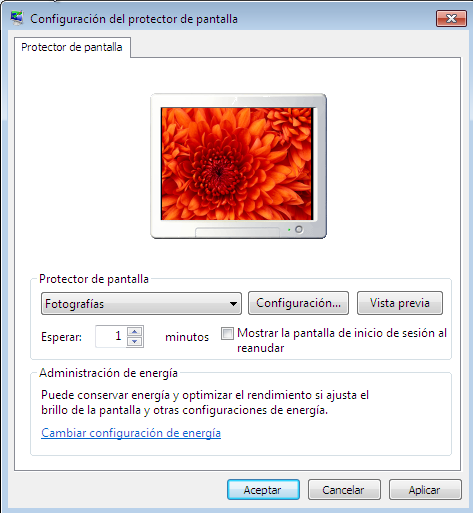 Configuración del protector de pantalla
Protector de pantalla
Protector de pantalla
Fotografías
Configuración...
Vista previa
Esperar: 1 minutos
Mostrar la pantalla de inicio de sesión al
reanudar
Administración de energía
Puede conservar energía y optimizar el rendimiento si ajusta el
brillo de la pantalla y otras configuraciones de energía.
Cambiar configuración de energía
Aceptar
Cancelar
Aplicar